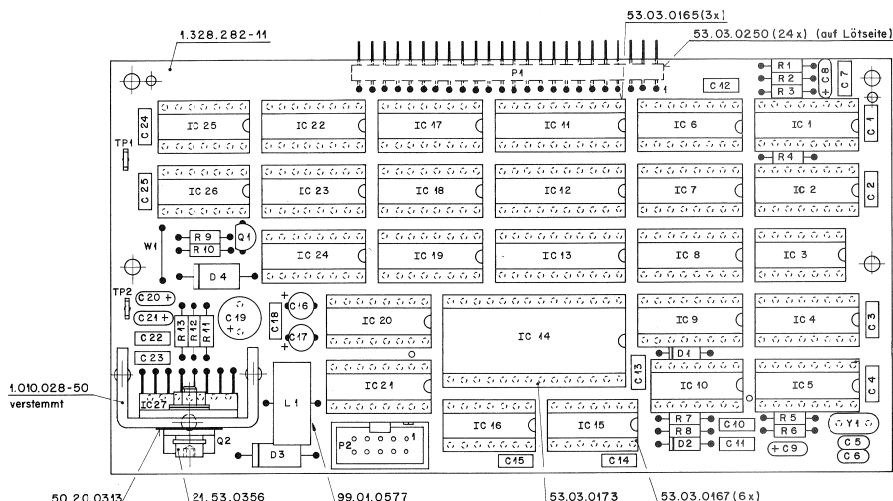 53.03.0165(3x)
1.328.282-11
53.03.0250 (24x) (auf Lötseite)
P1
1
C12
R1
R2
R3
C8
+
C7
C24
IC 25
IC 22
IC 17
IC 11
IC 6
IC 1
C1
TP1
R4
C25
IC 26
IC 23
IC 18
IC 12
IC 7
IC 2
C2
W1
R9
R10
Q1
IC 24
IC 19
IC 13
IC 8
IC 3
D4
TP2
C20 +
C21 +
C22
C23
R13
R12
R11
C19
+
C18
+
C16
C17
+
IC 20
IC 14
IC 9
IC 4
C3
D1
C13
1.010.028-50
verstemmt
IC27
L1
IC 21
IC 10
IC 5
C4
Q2
D3
P2
1
IC 16
IC 15
R7
R8
D2
C10
C11
R5
R6
+C9
Y1
C5
C6
C15
C14
50.20.0313
21.53.0356
99.01.0577
53.03.0173
53.03.0167(6x)